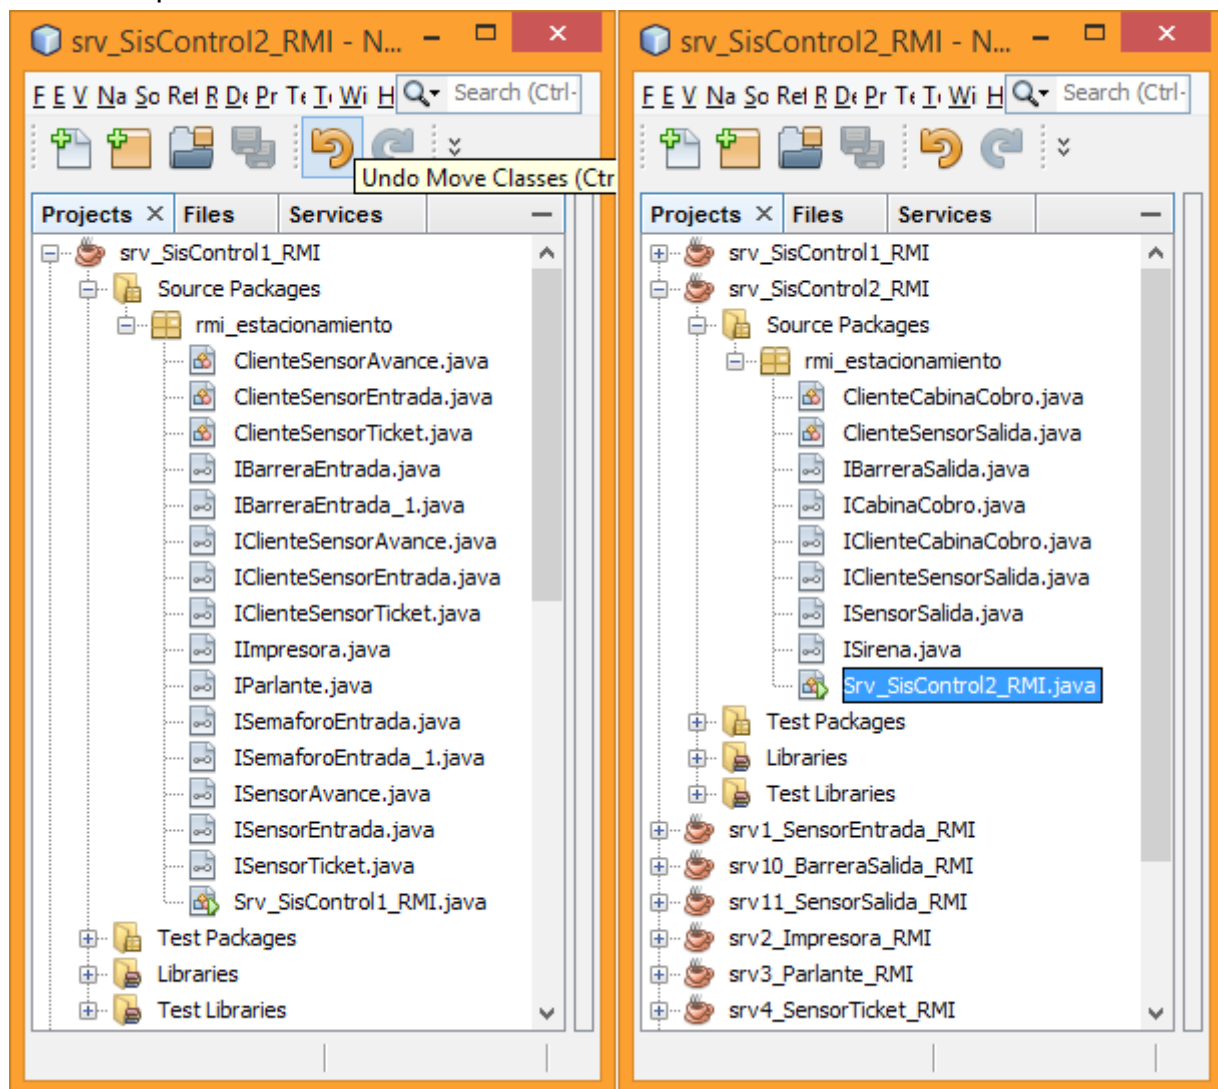 srv_SisControl2_RMI - N...
F E V Na So Ref R De Pr Te To Wi H Search (Ctrl-
Undo Move Classes (Ctr
Projects Files Services
srv_SisControl1_RMI
Source Packages
rmi_estacionamiento
ClienteSensorAvance.java
ClienteSensorEntrada.java
ClienteSensorTicket.java
IBarreraEntrada.java
IBarreraEntrada_1.java
IClienteSensorAvance.java
IClienteSensorEntrada.java
IClienteSensorTicket.java
IImpresora.java
IParlante.java
ISemaforoEntrada.java
ISemaforoEntrada_1.java
ISensorAvance.java
ISensorEntrada.java
ISensorTicket.java
Srv_SisControl1_RMI.java
Test Packages
Libraries
Test Libraries
srv_SisControl2_RMI - N...
F E V Na So Ref R De Pr Te To Wi H Search (Ctrl-
Projects Files Services
srv_SisControl1_RMI
srv_SisControl2_RMI
Source Packages
rmi_estacionamiento
ClienteCabinaCobro.java
ClienteSensorSalida.java
IBarreraSalida.java
ICabinaCobro.java
IClienteCabinaCobro.java
IClienteSensorSalida.java
ISensorSalida.java
ISirena.java
Srv_SisControl2_RMI.java
Test Packages
Libraries
Test Libraries
srv1_SensorEntrada_RMI
srv10_BarreraSalida_RMI
srv11_SensorSalida_RMI
srv2_Impresora_RMI
srv3_Parlante_RMI
srv4_SensorTicket_RMI